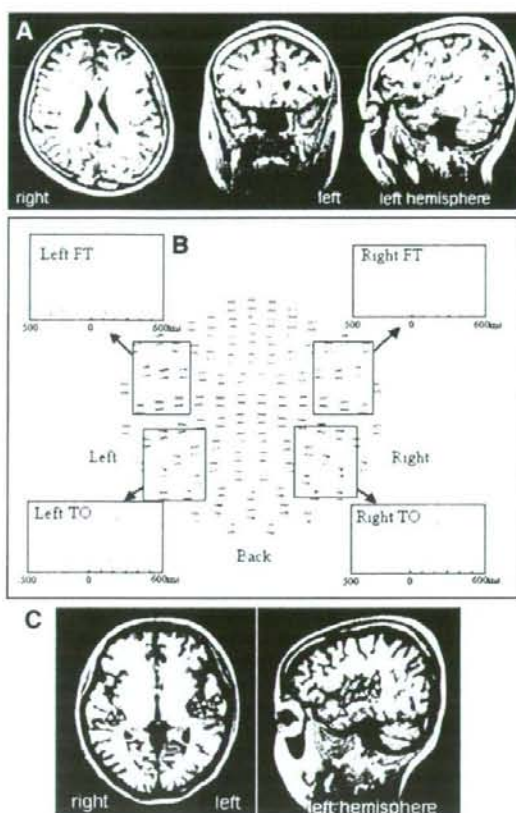 A
right
left
left hemisphere
B
Left FT
Right FT
500 0 600ms
500 0 600ms
Left
Right
Left TO
Right TO
500 0 600ms
500 0 600ms
Back
C
right
left
left hemisphere